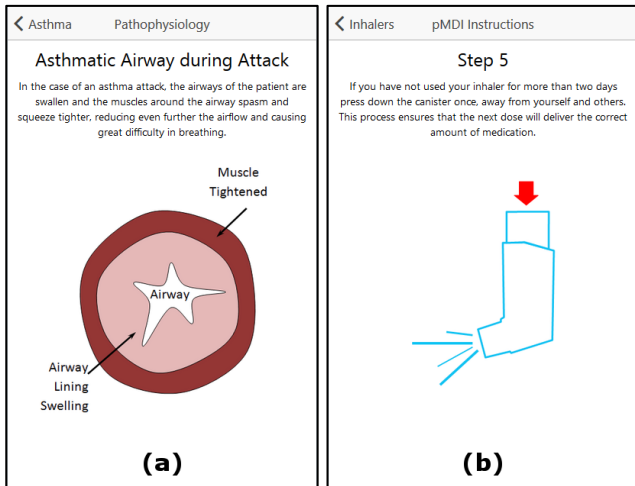 Asthma Pathophysiology
Asthmatic Airway during Attack
In the case of an asthma attack, the airways of the patient are
swallen and the muscles around the airway spasm and
squeeze tighter, reducing even further the airflow and causing
great difficulty in breathing.
Muscle
Tightened
Airway
Airway
Lining
Swelling
(a)
Inhalers pMDI Instructions
Step 5
If you have not used your inhaler for more than two days
press down the canister once, away from yourself and others.
This process ensures that the next dose will deliver the correct
amount of medication.
(b)